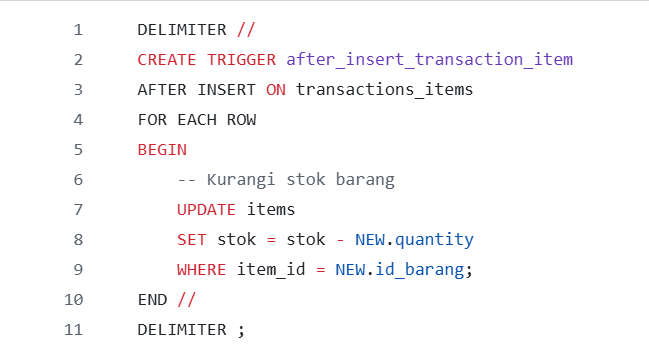 1 DELIMITER //
2 CREATE TRIGGER after_insert_transaction_item
3 AFTER INSERT ON transactions_items
4 FOR EACH ROW
5 BEGIN
6 -- Kurangi stok barang
7 UPDATE items
8 SET stok = stok - NEW.quantity
9 WHERE item_id = NEW.id_barang;
10 END //
11 DELIMITER ;